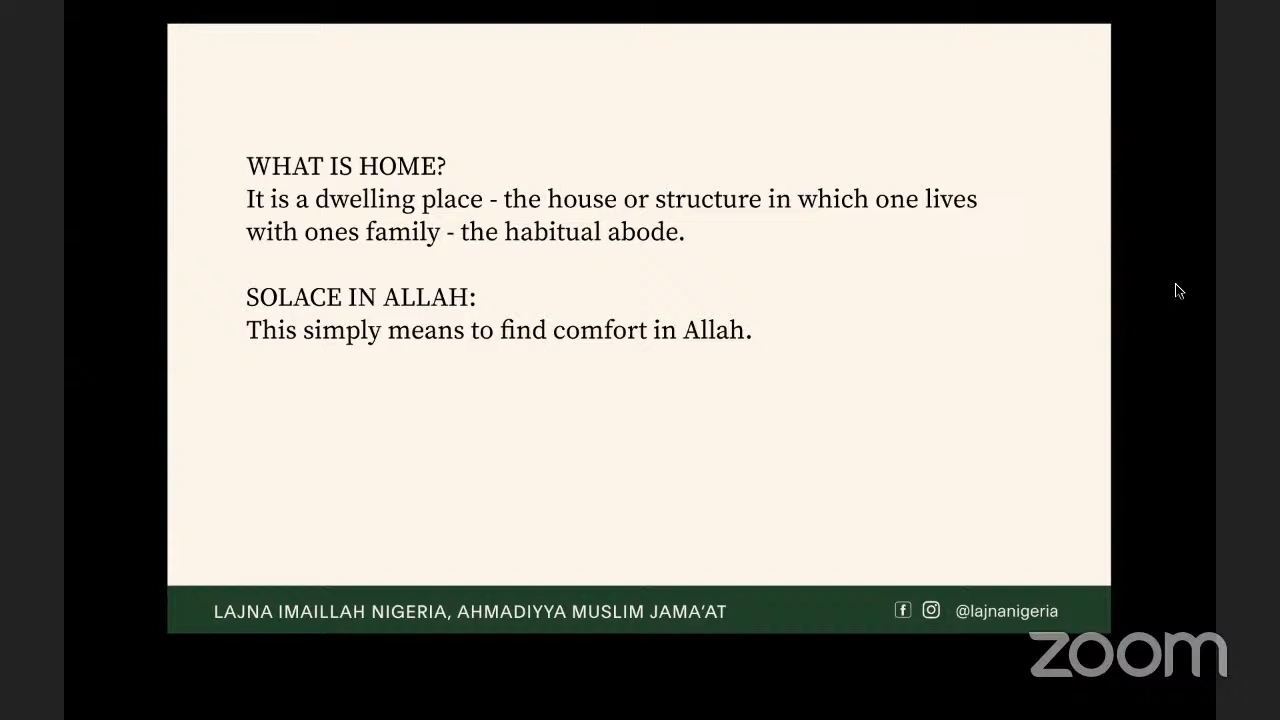 WHAT IS HOME?
It is a dwelling place - the house or structure in which one lives
with ones family - the habitual abode.
SOLACE IN ALLAH:
This simply means to find comfort in Allah.
LAJNA IMAILLAH NIGERIA, AHMADIYYA MUSLIM JAMA’AT
@lajnanigeria
zoom